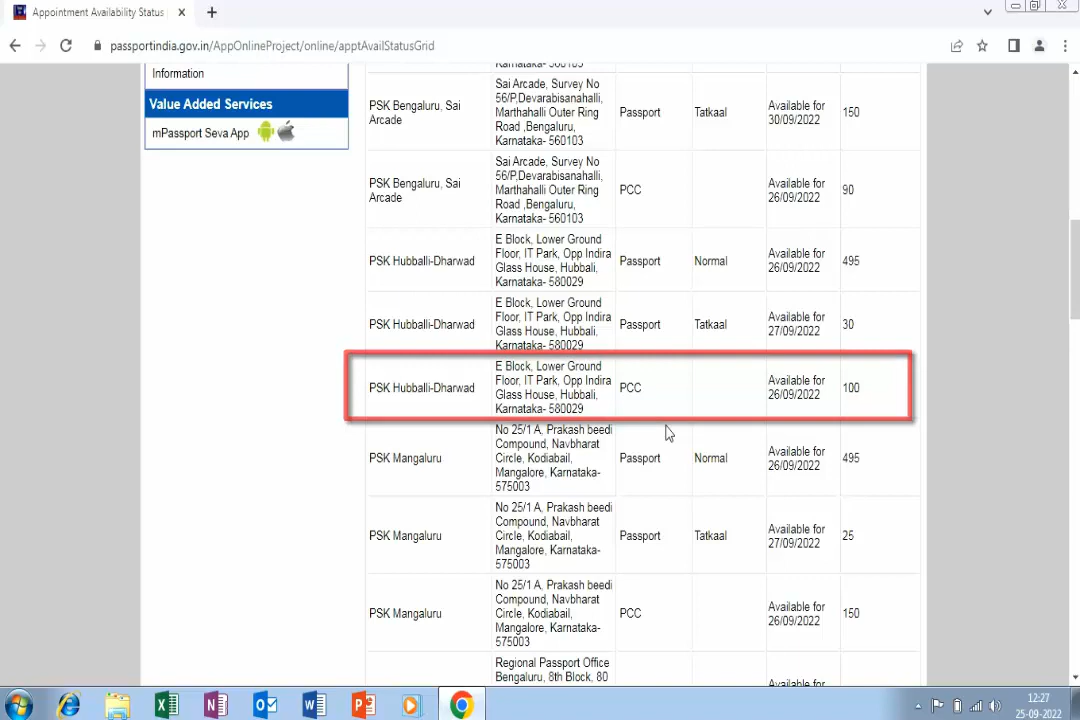 Appointment Availability Status
passportindia.gov.in/AppOnlineProject/online/apptAvailStatusGrid
Information
Value Added Services
mPassport Seva App
Karnataka- 560103
PSK Bengaluru, Sai
Arcade
Sai Arcade, Survey No
56/P,Devarabisanahalli,
Marthahalli Outer Ring
Road ,Bengaluru,
Karnataka- 560103
Passport
Tatkaal
Available for
30/09/2022
150
PSK Bengaluru, Sai
Arcade
Sai Arcade, Survey No
56/P,Devarabisanahalli,
Marthahalli Outer Ring
Road ,Bengaluru,
Karnataka- 560103
PCC
Available for
26/09/2022
90
PSK Hubballi-Dharwad
E Block, Lower Ground
Floor, IT Park, Opp Indira
Glass House, Hubbali,
Karnataka- 580029
Passport
Normal
Available for
26/09/2022
495
PSK Hubballi-Dharwad
E Block, Lower Ground
Floor, IT Park, Opp Indira
Glass House, Hubbali,
Karnataka- 580029
Passport
Tatkaal
Available for
27/09/2022
30
PSK Hubballi-Dharwad
E Block, Lower Ground
Floor, IT Park, Opp Indira
Glass House, Hubbali,
Karnataka- 580029
PCC
Available for
26/09/2022
100
PSK Mangaluru
No 25/1 A, Prakash beedi
Compound, Navbharat
Circle, Kodiabail,
Mangalore, Karnataka-
575003
Passport
Normal
Available for
26/09/2022
495
PSK Mangaluru
No 25/1 A, Prakash beedi
Compound, Navbharat
Circle, Kodiabail,
Mangalore, Karnataka-
575003
Passport
Tatkaal
Available for
27/09/2022
25
PSK Mangaluru
No 25/1 A, Prakash beedi
Compound, Navbharat
Circle, Kodiabail,
Mangalore, Karnataka-
575003
PCC
Available for
26/09/2022
150
Regional Passport Office
Bengaluru, 8th Block, 80
Available for
12:27
25-09-2022